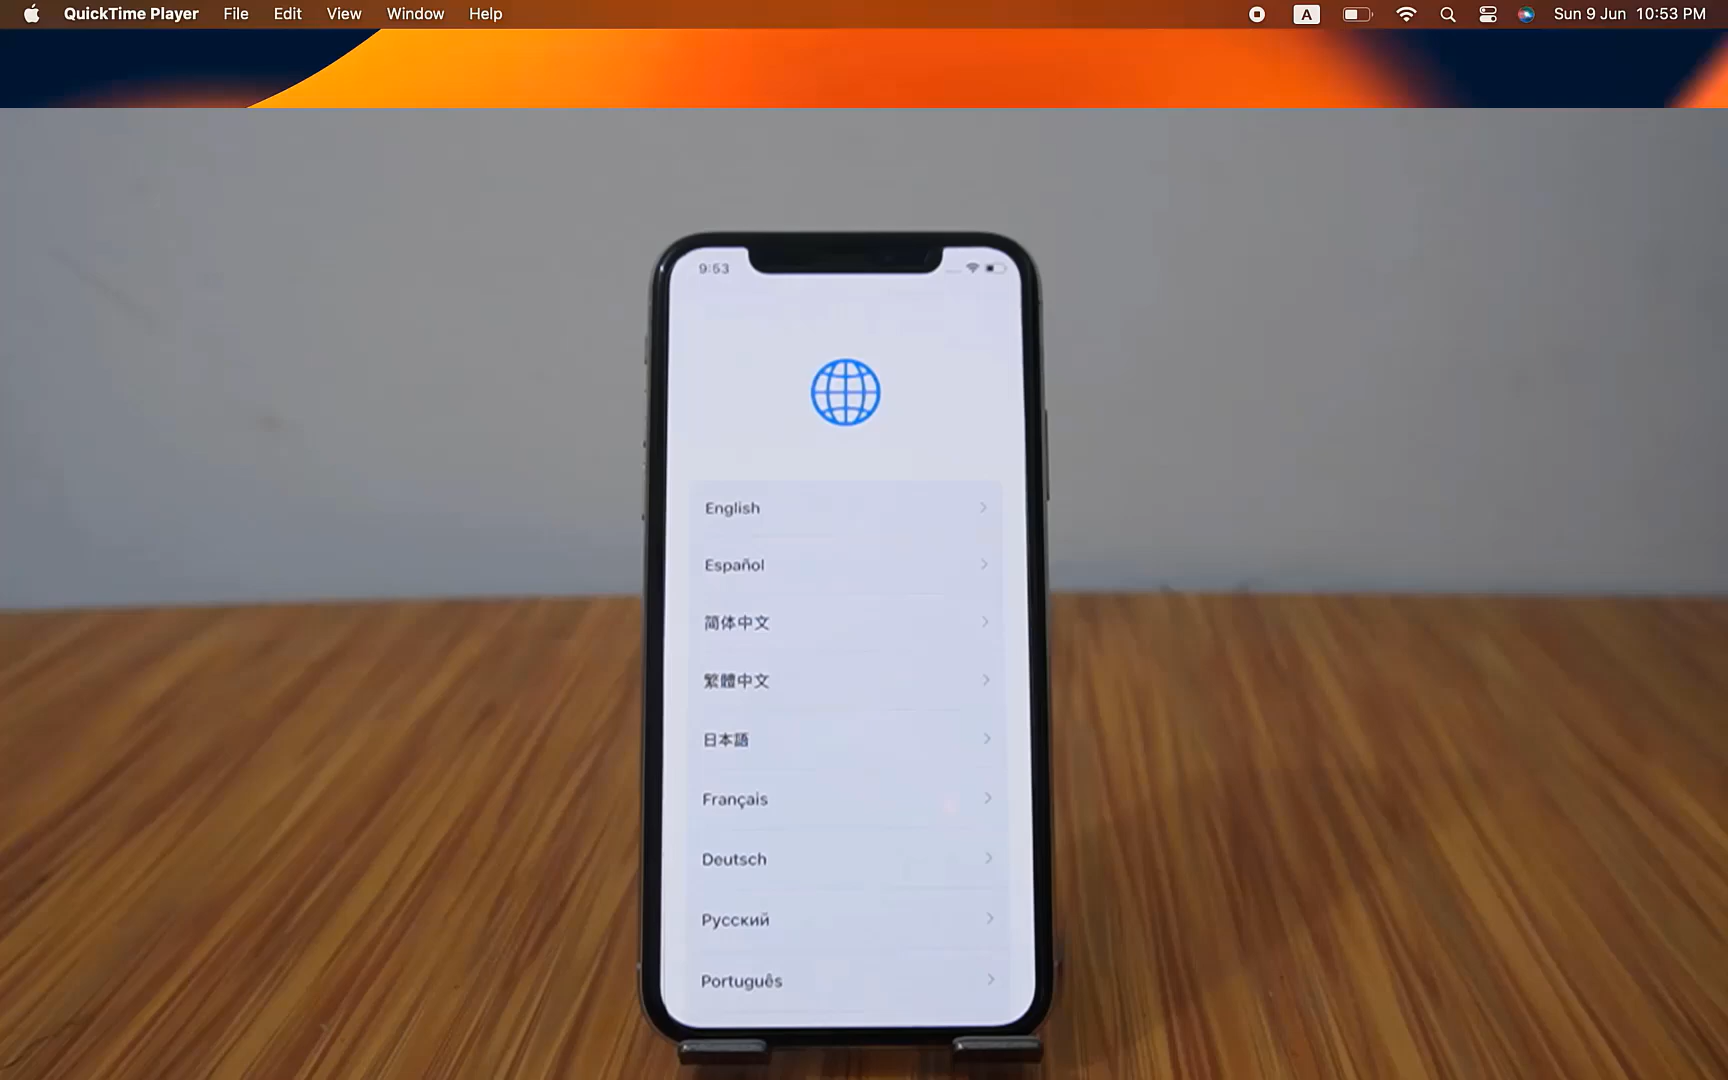 QuickTime Player File Edit View Window Help A Sun 9 Jun 10:53 PM
9:53
English
Español
简体中文
繁體中文
日本語
Français
Deutsch
Русский
Português